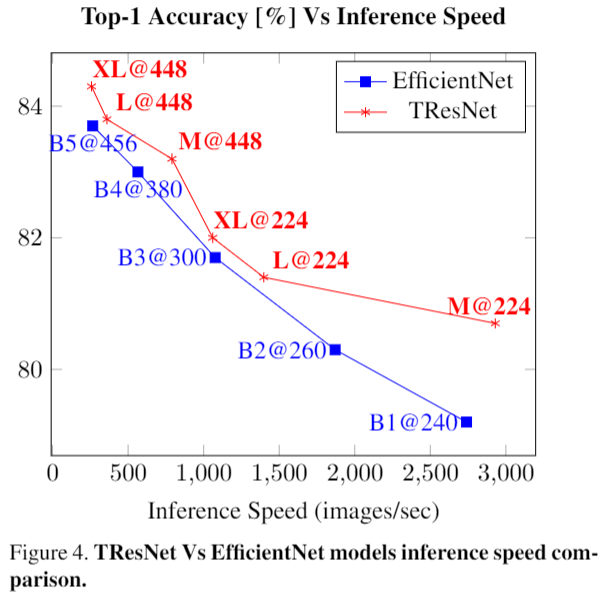 Top-1 Accuracy [%] Vs Inference Speed
EfficientNet
TResNet
84
82
80
XL@448
L@448
M@448
XL@224
L@224
M@224
B5@456
B4@380
B3@300
B2@260
B1@240
0 500 1,000 1,500 2,000 2,500 3,000
Inference Speed (images/sec)
Figure 4. TResNet Vs EfficientNet models inference speed com-
parison.